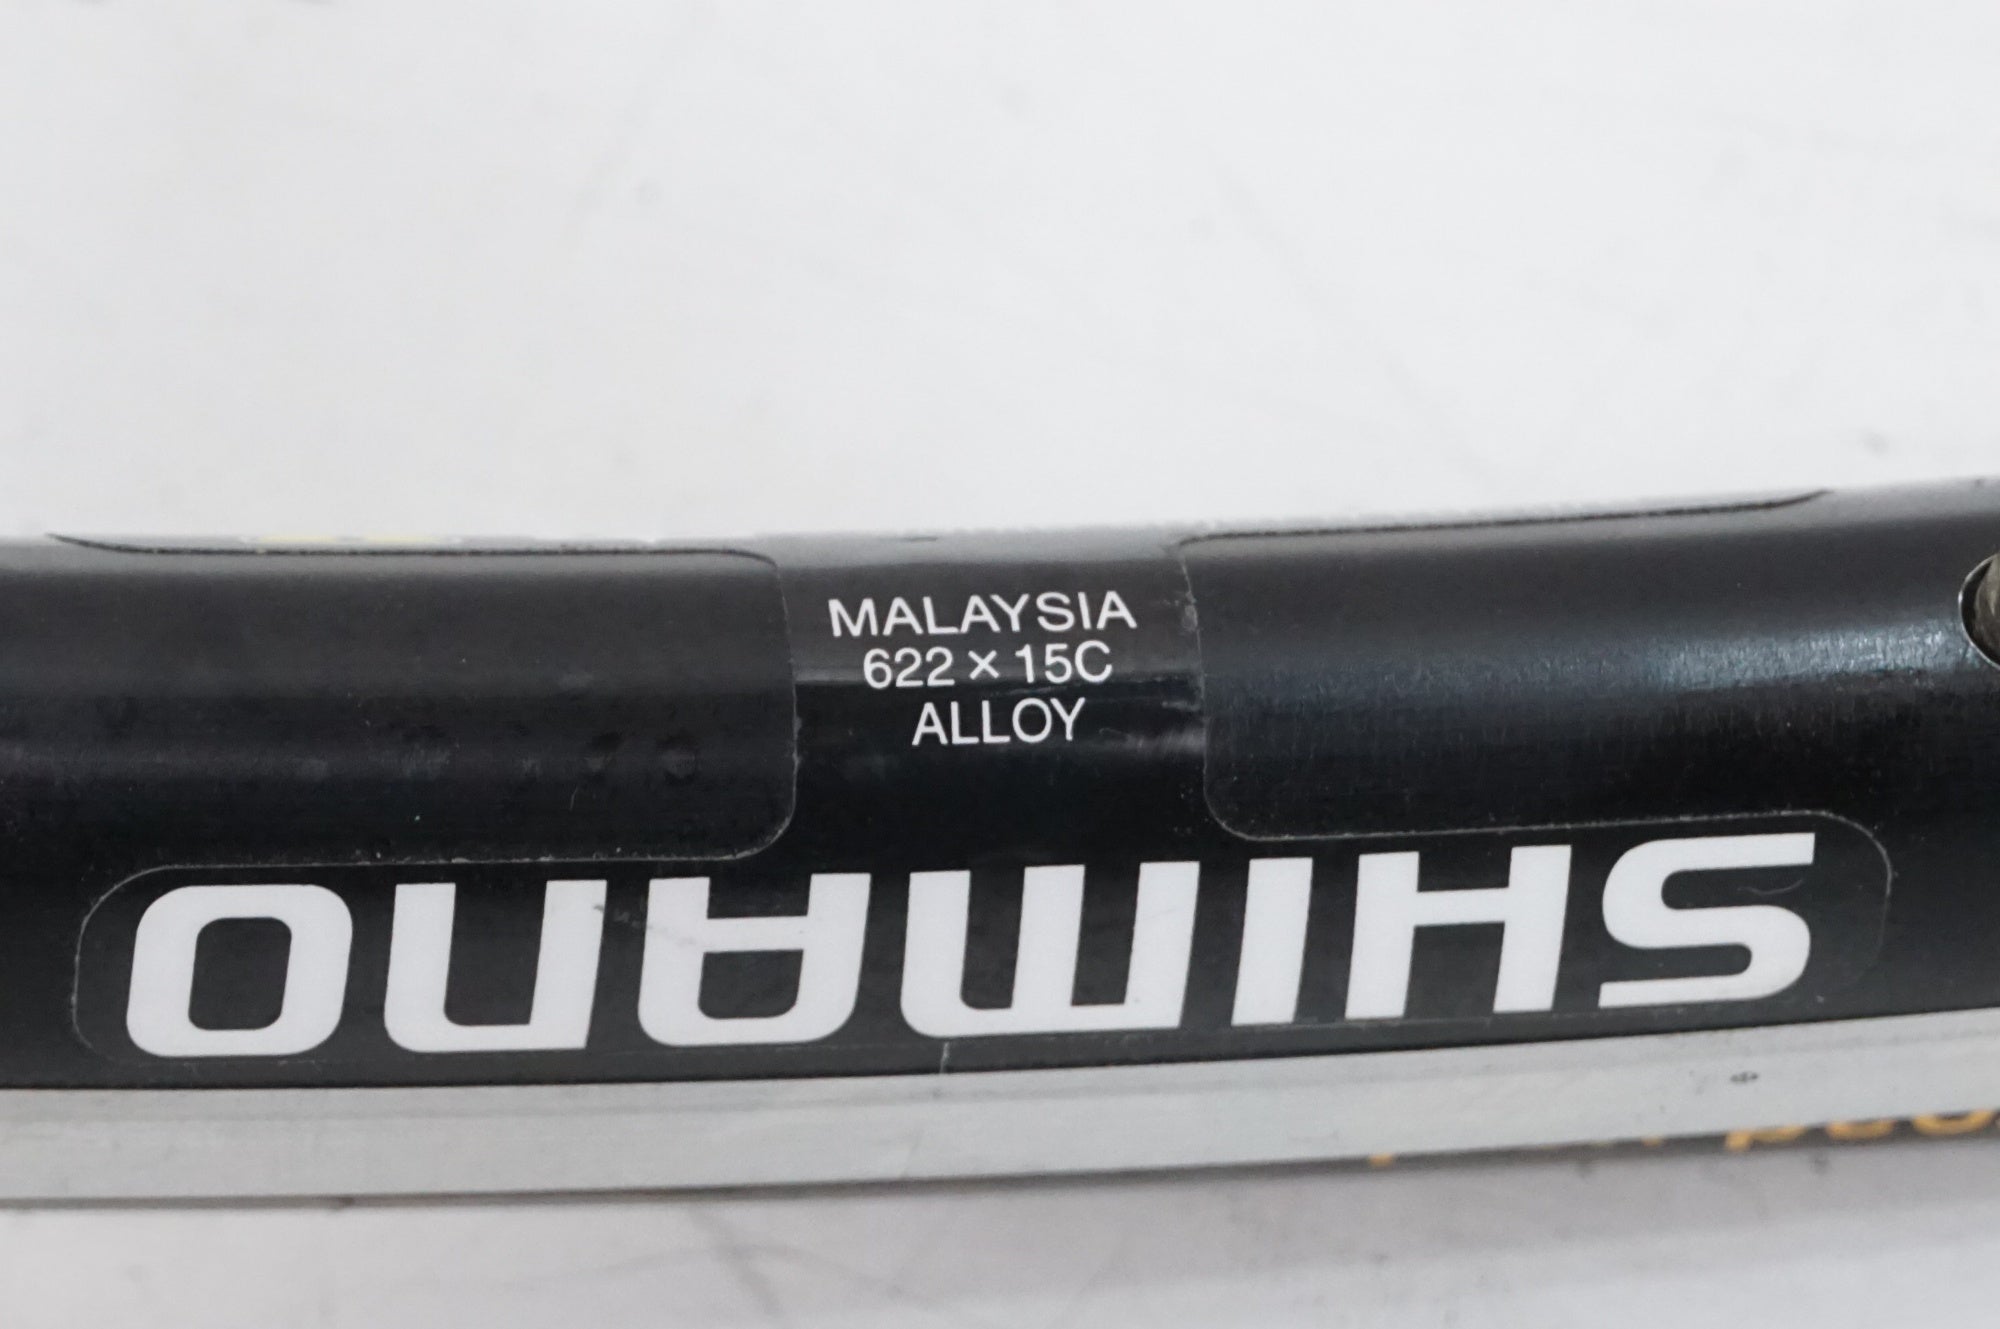 MALAYSIA
622 × 15C
ALLOY
SHIMANO